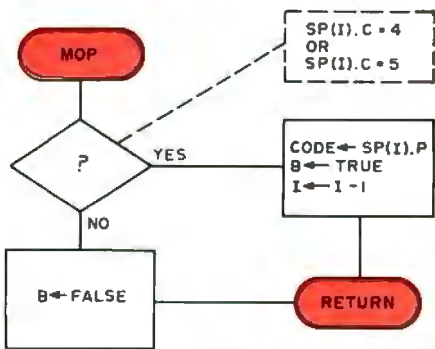 MOP
SP(I).C = 4
OR
SP(I).C = 5
?
YES
CODE← SP(I).P
B← TRUE
I← I-1
NO
B← FALSE
RETURN